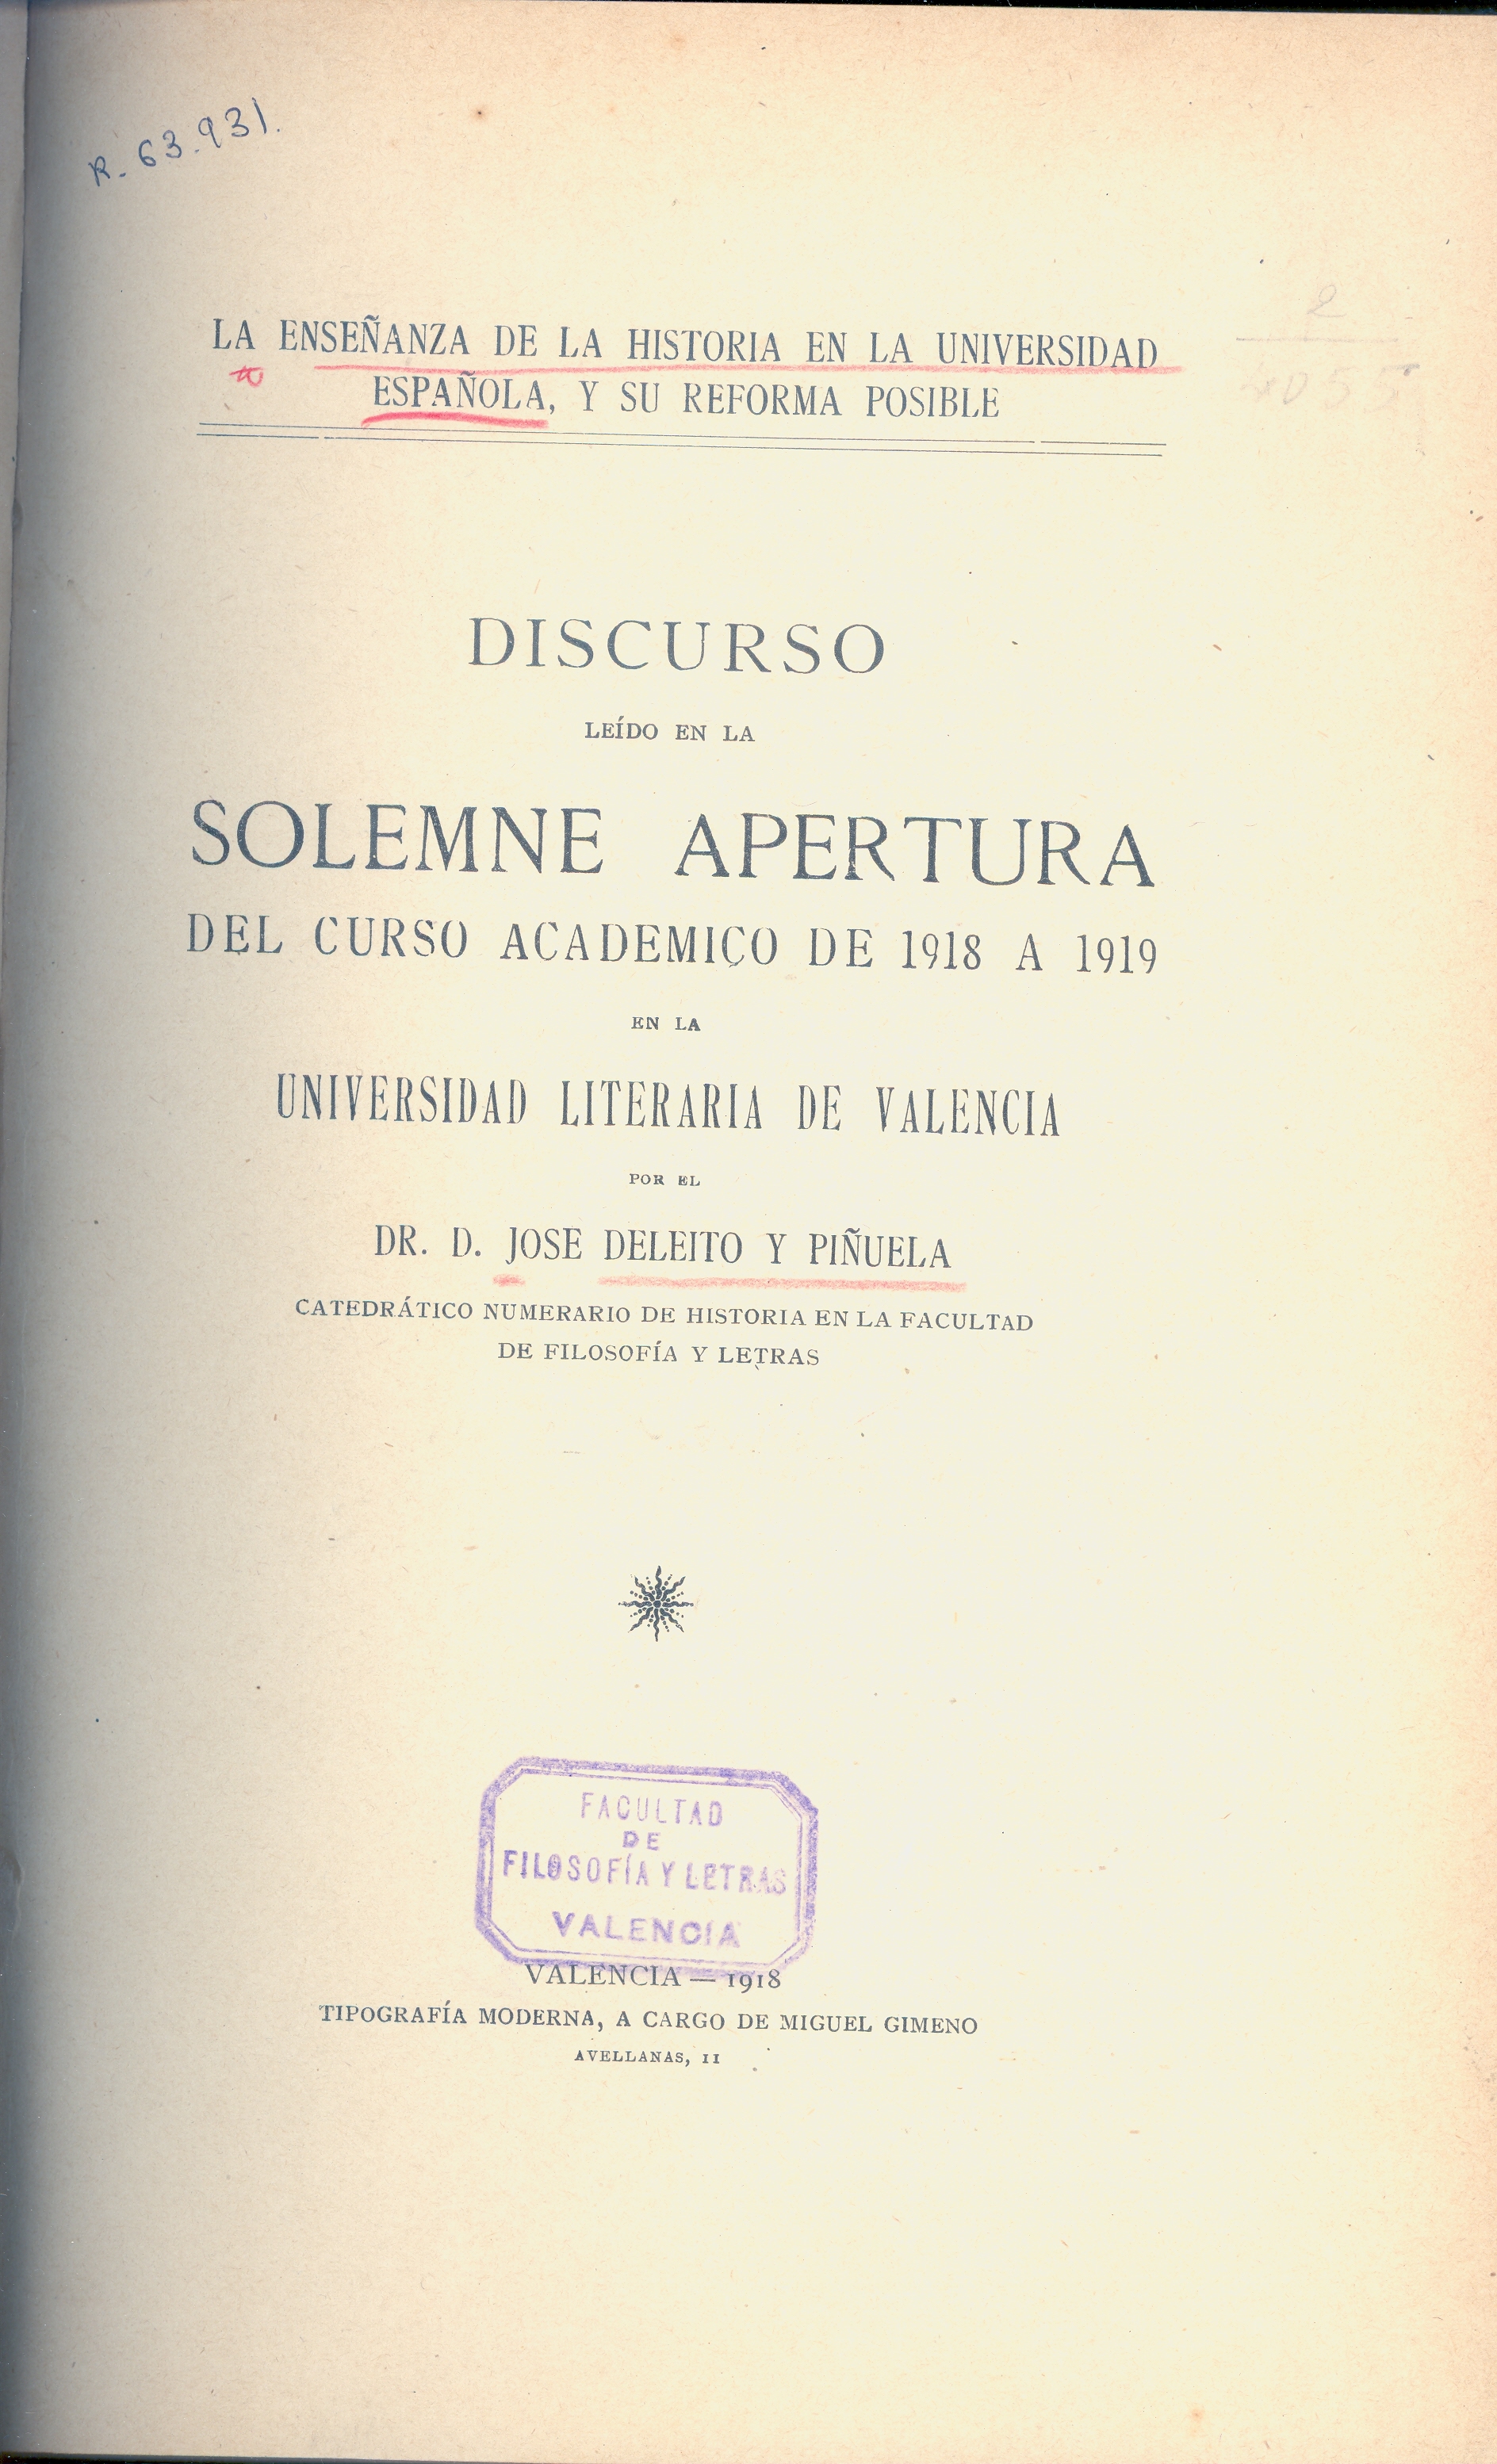 R. 63.931.
2
4055
LA ENSEÑANZA DE LA HISTORIA EN LA UNIVERSIDAD
ESPAÑOLA, Y SU REFORMA POSIBLE
DISCURSO
LEÍDO EN LA
SOLEMNE APERTURA
DEL CURSO ACADEMICO DE 1918 A 1919
EN LA
UNIVERSIDAD LITERARIA DE VALENCIA
POR EL
DR. D. JOSE DELEITO Y PIÑUELA
CATEDRÁTICO NUMERARIO DE HISTORIA EN LA FACULTAD
DE FILOSOFÍA Y LETRAS
FACULTAD
DE
FILOSOFÍA Y LETRAS
VALENCIA
VALENCIA — 1918
TIPOGRAFÍA MODERNA, A CARGO DE MIGUEL GIMENO
AVELLANAS, 11